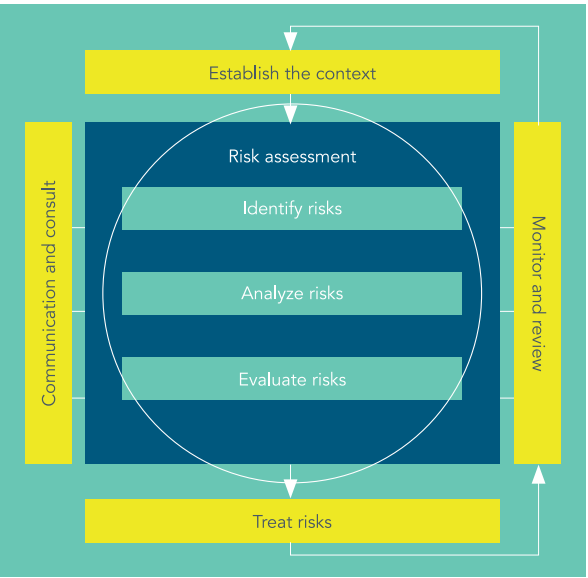 Establish the context
Risk assessment
Identify risks
Analyze risks
Evaluate risks
Treat risks
Communication and consult
Monitor and review